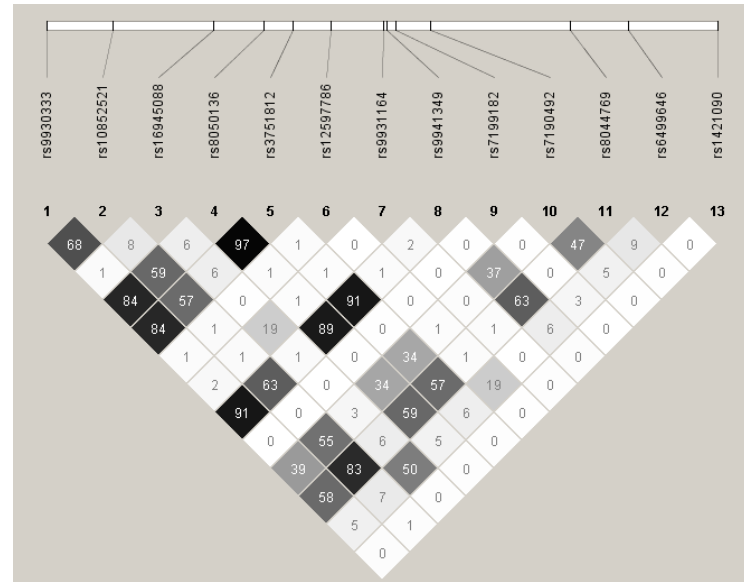 rs9930333
rs10852521
rs16945088
rs8050136
rs3751812
rs12597786
rs9931164
rs9941349
rs7199182
rs7190492
rs8044769
rs6499646
rs1421090
1 2 3 4 5 6 7 8 9 10 11 12 13
68 8 6 97 1 0 2 0 0 47 9 0
1 59 6 1 1 1 0 37 0 5 0
84 57 0 1 91 0 0 63 3 0
84 1 19 89 0 1 1 6 0
1 1 1 0 34 1 0 0
2 63 0 34 57 19 0
91 0 3 59 6 0
0 55 6 5 0
39 83 50 0
58 7 0
5 1
0